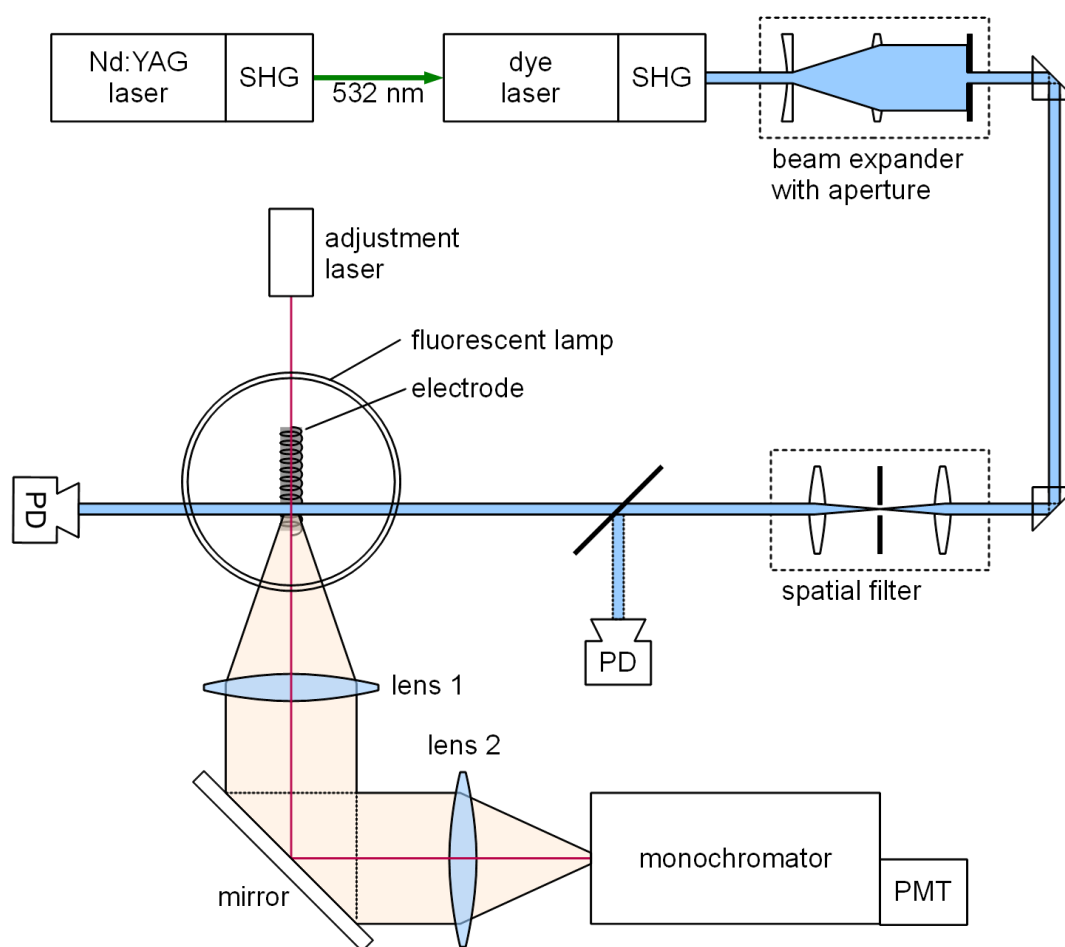 Nd:YAG
laser
SHG
532 nm
dye
laser
SHG
beam expander
with aperture
adjustment
laser
fluorescent lamp
electrode
PD
PD
spatial filter
lens 1
lens 2
mirror
monochromator
PMT